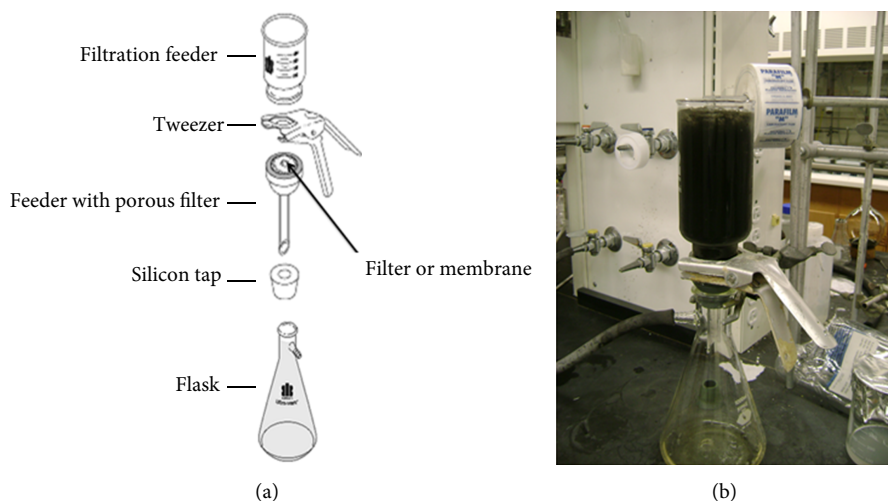 Filtration feeder
Tweezer
Feeder with porous filter
Filter or membrane
Silicon tap
Flask
PARAFILM
PARAFILM
(a)
(b)